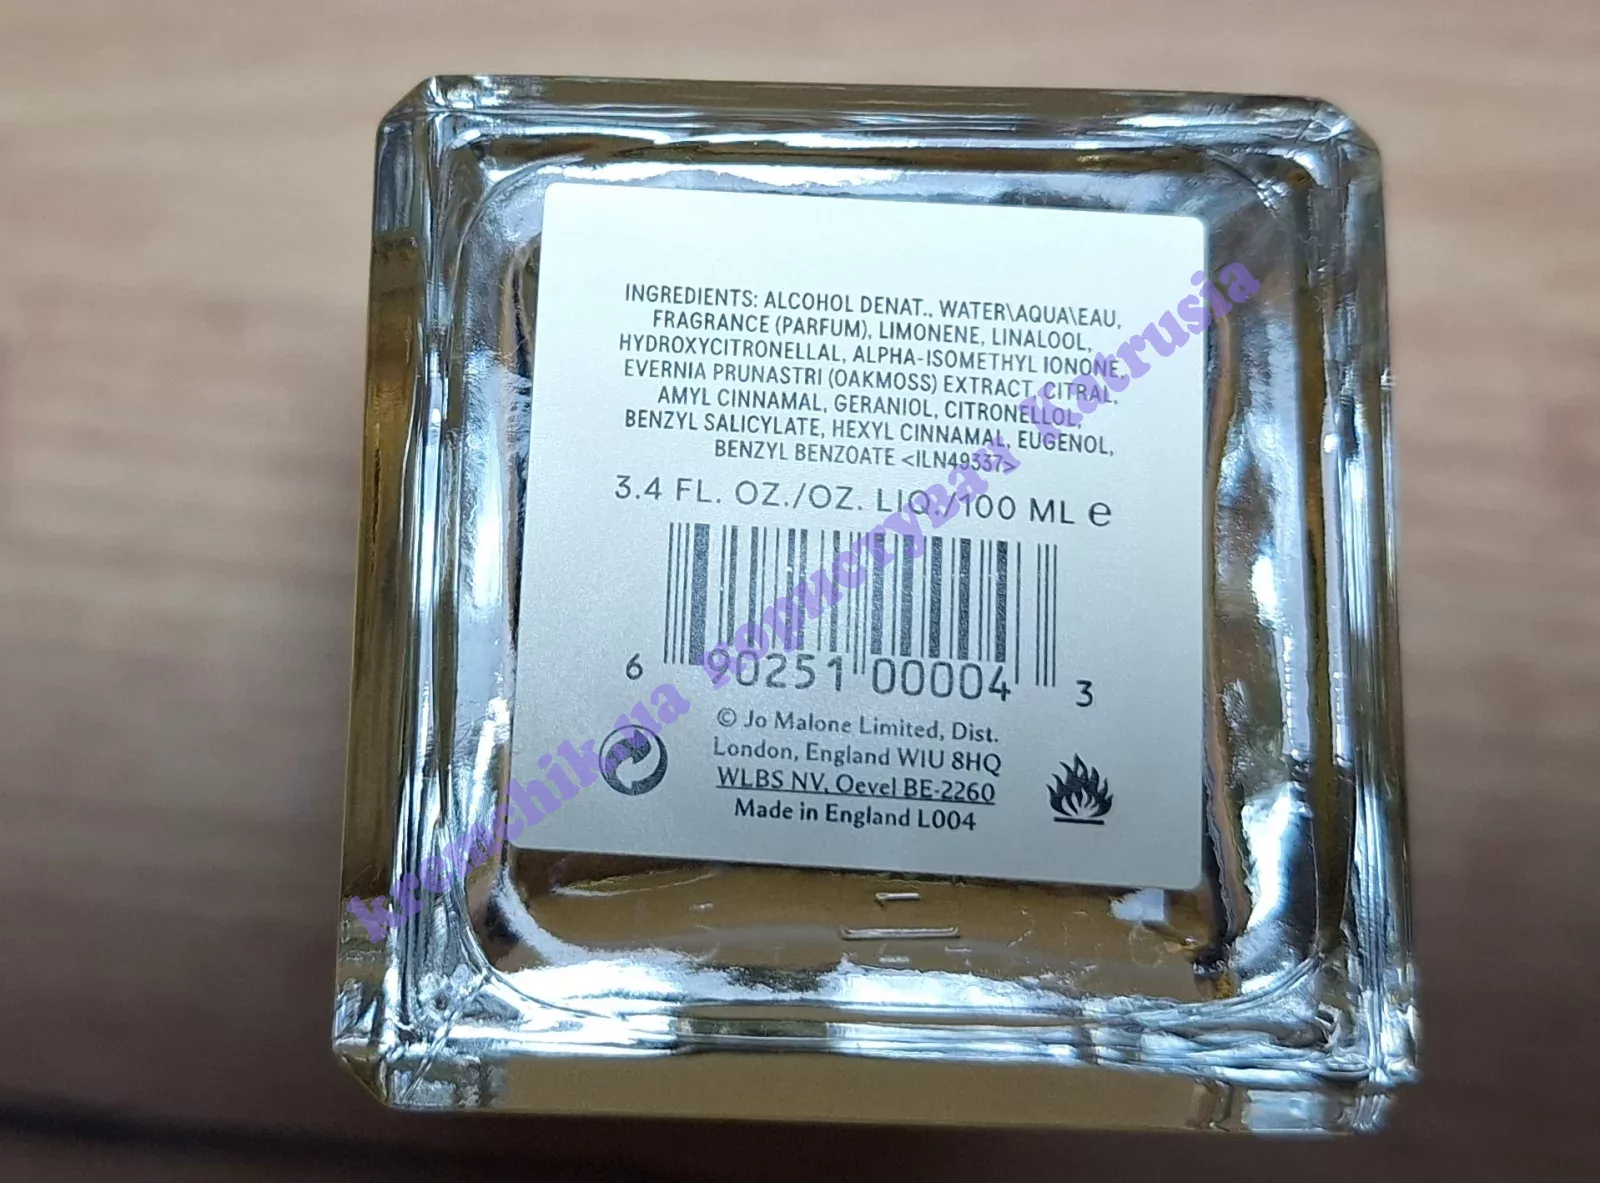 INGREDIENTS: ALCOHOL DENAT., WATER\AQUA\EAU,
FRAGRANCE (PARFUM), LIMONENE, LINALOOL,
HYDROXYCITRONELLAL, ALPHA-ISOMETHYL IONONE,
EVERNIA PRUNASTRI (OAKMOSS) EXTRACT, CITRAL,
AMYL CINNAMAL, GERANIOL, CITRONELLOL,
BENZYL SALICYLATE, HEXYL CINNAMAL, EUGENOL,
BENZYL BENZOATE <ILN49337>
3.4 FL. OZ./OZ. LIQ./100 ML e
6 90251 00004 3
© Jo Malone Limited, Dist.
London, England W1U 8HQ
WLBS NV, Oevel BE-2260
Made in England L004
користувач Katrusia